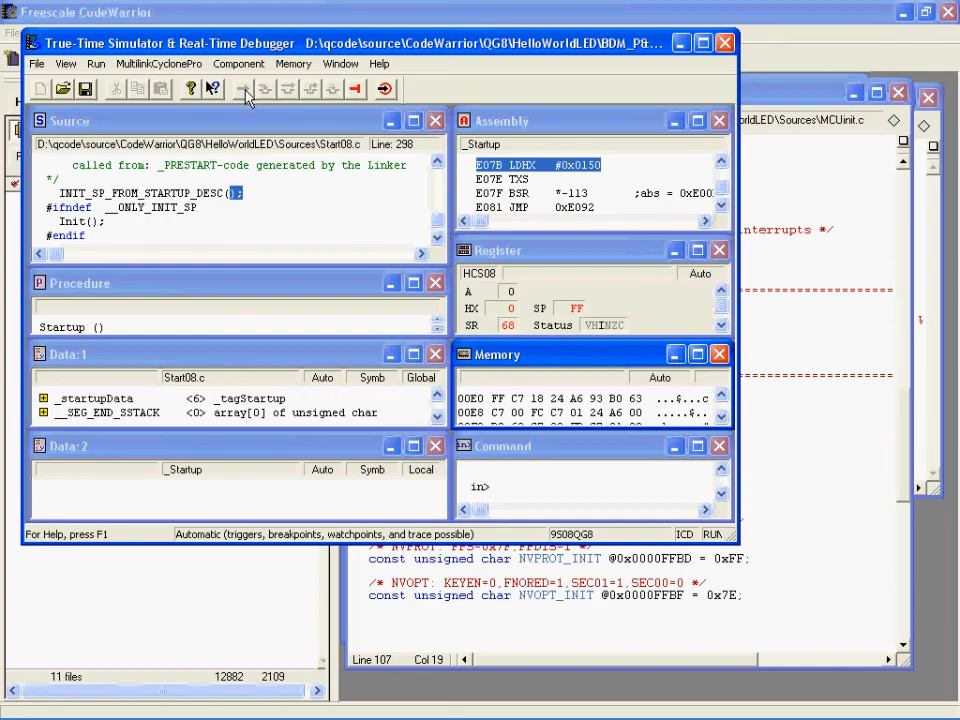 Freescale CodeWarrior
True-Time Simulator & Real-Time Debugger D:\qcode\source\CodeWarrior\QG8\HelloWorldLED\BDM_P&...
File View Run MultilinkCyclonePro Component Memory Window Help
Source
D:\qcode\source\CodeWarrior\QG8\HelloWorldLED\Sources\Start08.c Line: 298
called from: _PRESTART-code generated by the Linker
*/
INIT_SP_FROM_STARTUP_DESC();
#ifndef __ONLY_INIT_SP
Init();
#endif
Assembly
_Startup
E07B LDHX #0x0150
E07E TXS
E07F BSR *-113 ;abs = 0xE00
E081 JMP 0xE092
Register
HCS08 Auto
A 0
HX 0 SP FF
SR 68 Status VHINZC
Procedure
Startup ()
Data:1
Start08.c Auto Symb Global
_startupData <6> _tagStartup
__SEG_END_SSTACK <0> array[0] of unsigned char
Memory
Auto
00E0 FF C7 18 24 A6 93 B0 63 ....$...c
00E8 C7 00 FC C7 01 24 A6 00 .....$..
Data:2
_Startup Auto Symb Local
Command
in>
For Help, press F1 Automatic (triggers, breakpoints, watchpoints, and trace possible) 9S08QG8 ICD RUN
orldLED\Sources\MCUinit.c
nterrupts */
const unsigned char NVPROT_INIT @0x0000FFBD = 0xFF;
/* NVOPT: KEYEN=0,FNORED=1,SEC01=1,SEC00=0 */
const unsigned char NVOPT_INIT @0x0000FFBF = 0x7E;
Line 107 Col 19
11 files 12882 2109